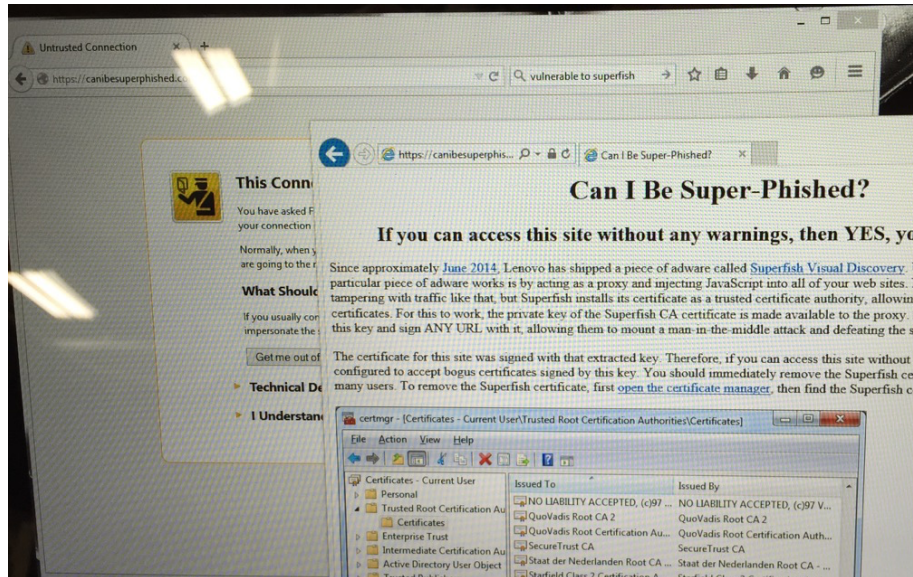 Untrusted Connection
https://canibesuperphished.c
vulnerable to superfish
This Conn
You have asked F
your connection
Normally, when y
are going to the r
What Shoulc
If you usually cor
impersonate the
Get me out of
Technical De
I Understan
https://canibesuperphis...
Can I Be Super-Phished?
Can I Be Super-Phished?
If you can access this site without any warnings, then YES, yo
Since approximately June 2014, Lenovo has shipped a piece of adware called Superfish Visual Discovery.
particular piece of adware works is by acting as a proxy and injecting JavaScript into all of your web sites.
tampering with traffic like that, but Superfish installs its certificate as a trusted certificate authority, allowin
certificates. For this to work, the private key of the Superfish CA certificate is made available to the proxy.
this key and sign ANY URL with it, allowing them to mount a man-in-the-middle attack and defeating the s
The certificate for this site was signed with that extracted key. Therefore, if you can access this site without
configured to accept bogus certificates signed by this key. You should immediately remove the Superfish ce
many users. To remove the Superfish certificate, first open the certificate manager, then find the Superfish c
certmgr - [Certificates - Current User\Trusted Root Certification Authorities\Certificates]
File Action View Help
Certificates - Current User
Personal
Trusted Root Certification Au
Certificates
Enterprise Trust
Intermediate Certification Au
Active Directory User Object
Issued To Issued By
NO LIABILITY ACCEPTED, (c)97 ... NO LIABILITY ACCEPTED, (c)97 V...
QuoVadis Root CA 2 QuoVadis Root CA 2
QuoVadis Root Certification Au... QuoVadis Root Certification Auth...
SecureTrust CA SecureTrust CA
Staat der Nederlanden Root CA ... Staat der Nederlanden Root CA - ...
Starfield Class 2 Certification A